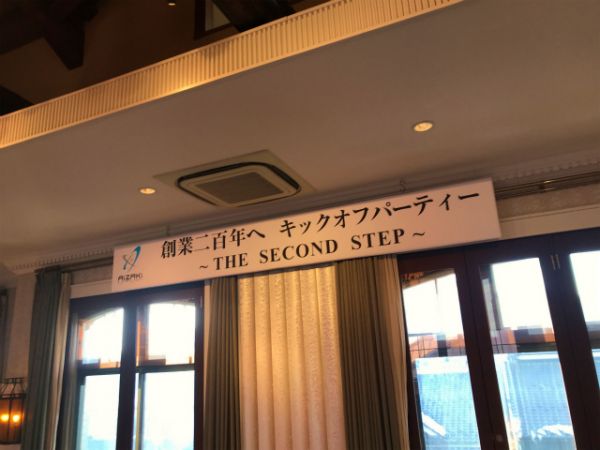 創業二百年へ キックオフパーティー
～THE SECOND STEP～
AIZAKI